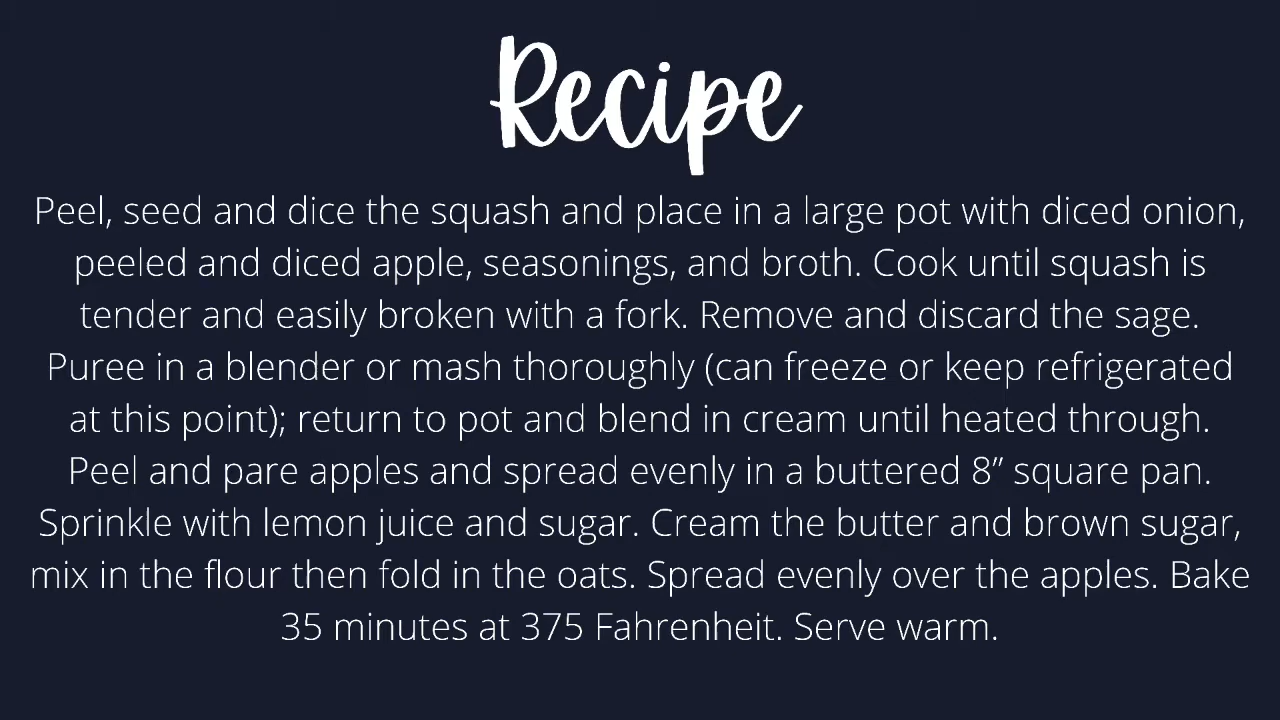 Recipe
Peel, seed and dice the squash and place in a large pot with diced onion,
peeled and diced apple, seasonings, and broth. Cook until squash is
tender and easily broken with a fork. Remove and discard the sage.
Puree in a blender or mash thoroughly (can freeze or keep refrigerated
at this point); return to pot and blend in cream until heated through.
Peel and pare apples and spread evenly in a buttered 8” square pan.
Sprinkle with lemon juice and sugar. Cream the butter and brown sugar,
mix in the flour then fold in the oats. Spread evenly over the apples. Bake
35 minutes at 375 Fahrenheit. Serve warm.